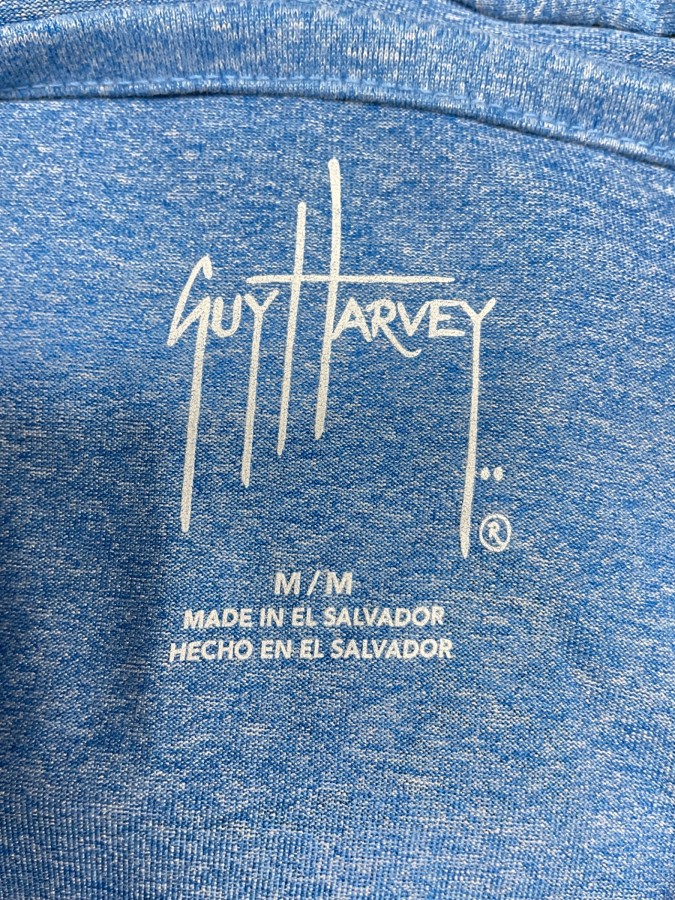 GUY HARVEY
®
M/M
MADE IN EL SALVADOR
HECHO EN EL SALVADOR